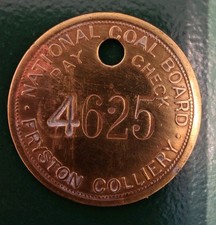 NATIONAL COAL BOARD
PAY CHECK
4625
FRYSTON COLLIERY